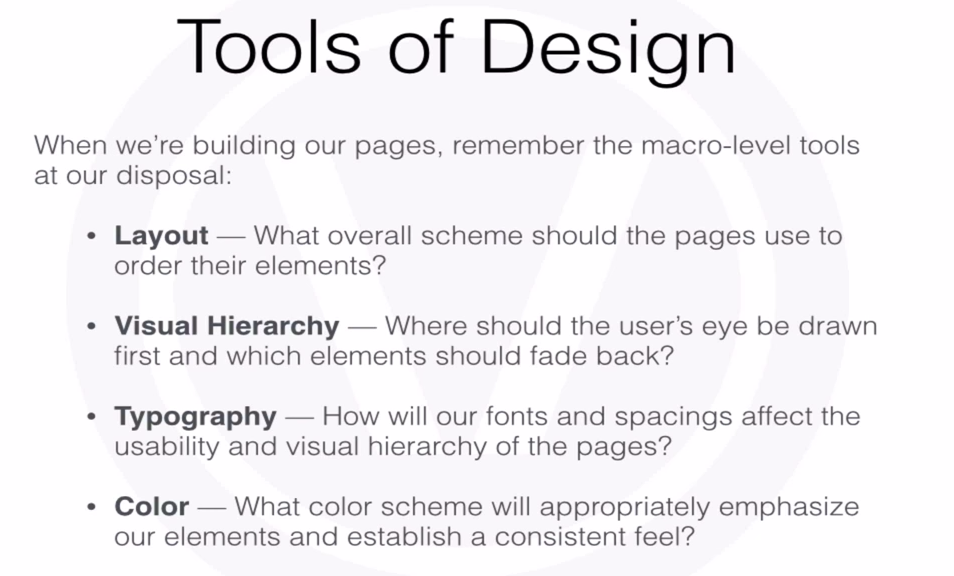 Tools of Design
When we're building our pages, remember the macro-level tools
at our disposal:
• Layout — What overall scheme should the pages use to
order their elements?
• Visual Hierarchy — Where should the user's eye be drawn
first and which elements should fade back?
• Typography — How will our fonts and spacings affect the
usability and visual hierarchy of the pages?
• Color — What color scheme will appropriately emphasize
our elements and establish a consistent feel?